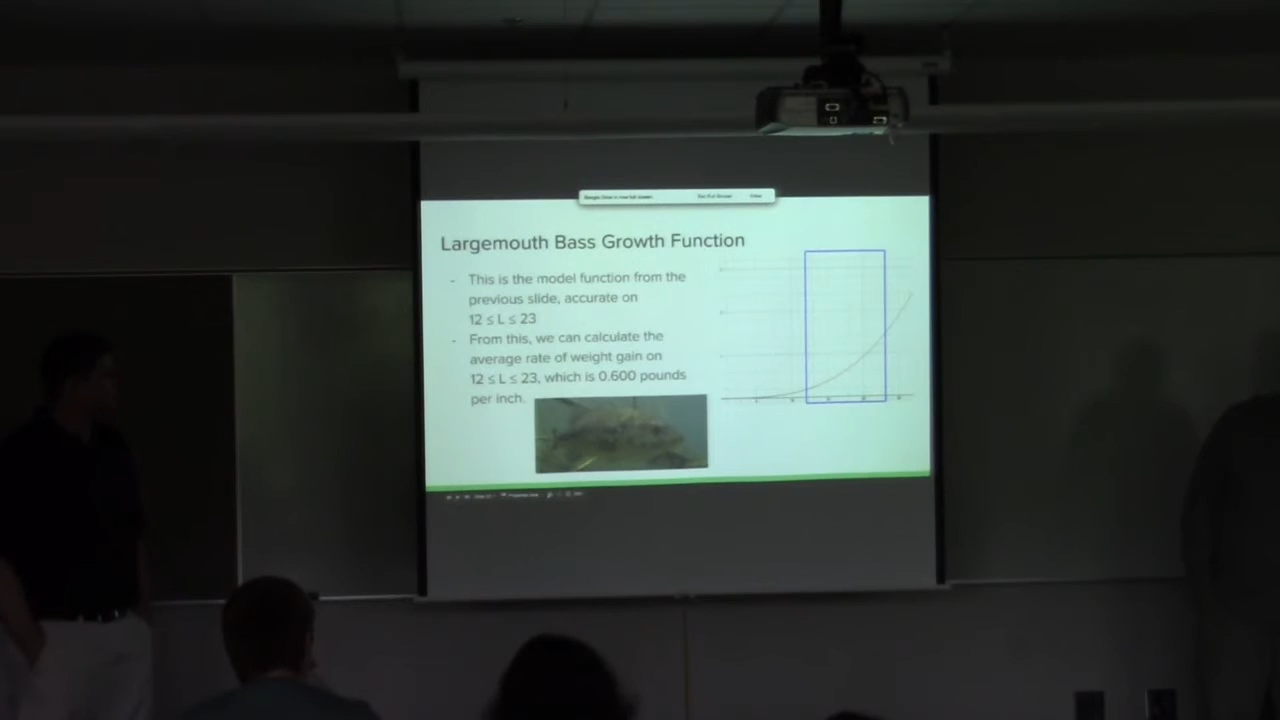 Largemouth Bass Growth Function
- This is the model function from the
previous slide, accurate on
12 ≤ L ≤ 23
- From this, we can calculate the
average rate of weight gain on
12 ≤ L ≤ 23, which is 0.600 pounds
per inch.